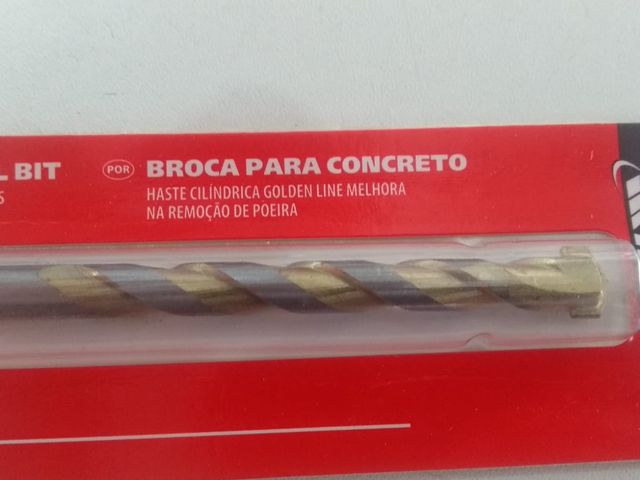 L BIT
S
POR
BROCA PARA CONCRETO
HASTE CILÍNDRICA GOLDEN LINE MELHORA
NA REMOÇÃO DE POEIRA